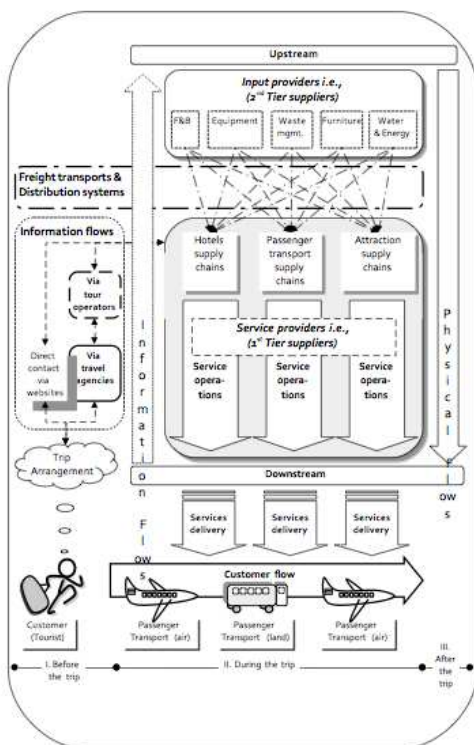 Upstream
Input providers i.e.,
(2nd Tier suppliers)
F&B
Equipment
Waste
mgmt.
Furniture
Water
& Energy
Freight transports &
Distribution systems
Information flows
Via
tour
operators
Direct
contact via
websites
Via
travel
agencies
Trip
Arrangement
Hotels
supply
chains
Passenger
transport
supply
chains
Attraction
supply
chains
Service providers i.e.,
(1st Tier suppliers)
Service
opera-
tions
Service
opera-
tions
Service
opera-
tions
Information Flows
Physical flows
Downstream
Services
delivery
Services
delivery
Services
delivery
Customer flow
Customer
(Tourist)
Passenger
Transport (air)
Passenger
Transport (land)
Passenger
Transport (air)
I. Before
the trip
II. During the trip
III.
After
the
trip